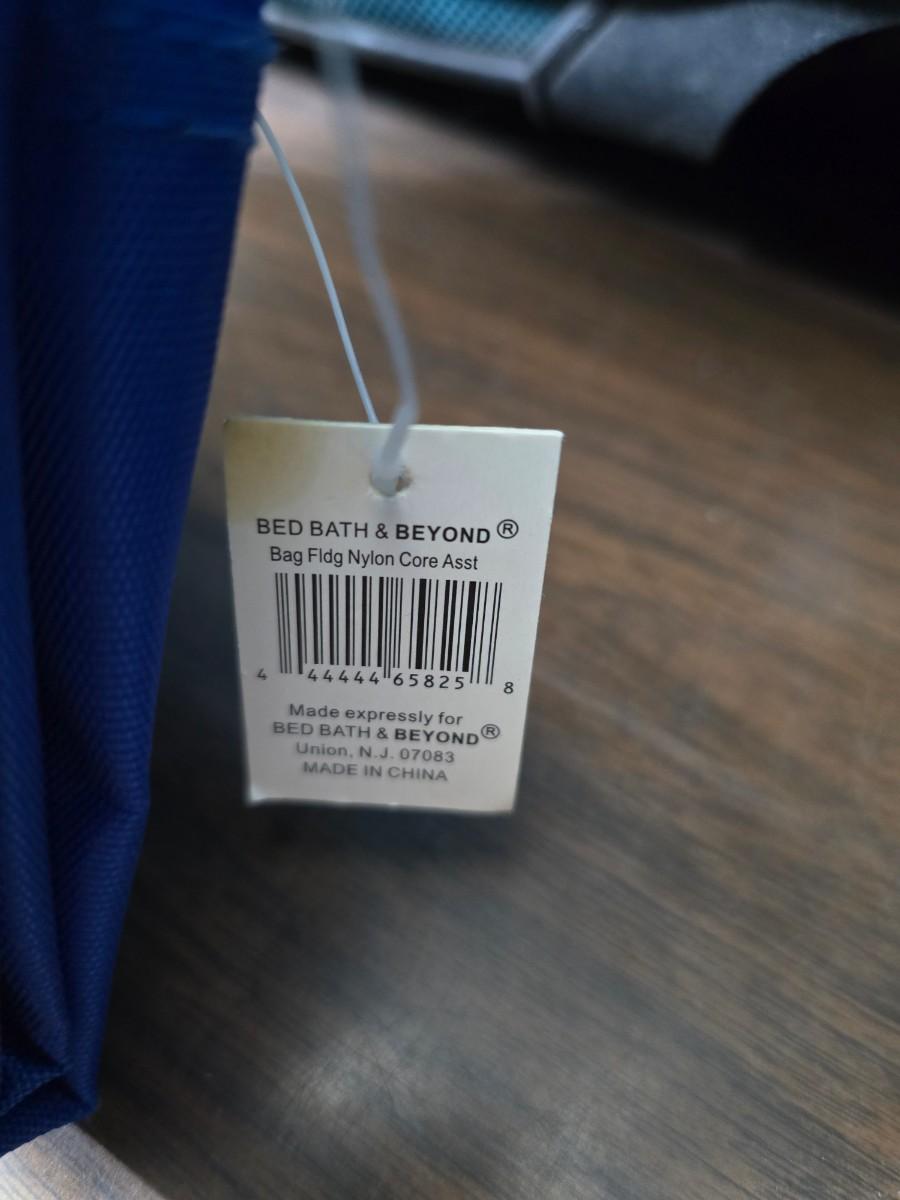 BED BATH & BEYOND®
Bag Fldg Nylon Core Asst
4 44444 65825 8
Made expressly for
BED BATH & BEYOND®
Union, N.J. 07083
MADE IN CHINA